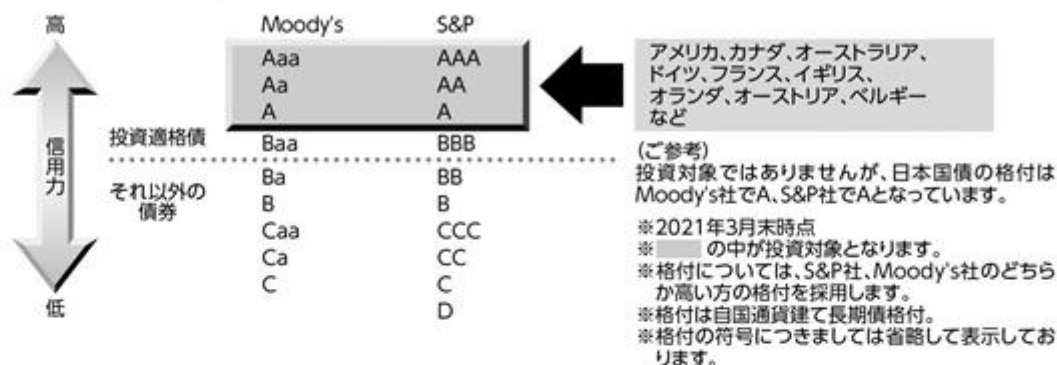 高
信用力
低
投資適格債
それ以外の
債券
Moody's S&P
Aaa AAA
Aa AA
A A
Baa BBB
Ba BB
B B
Caa CCC
Ca CC
C C
D
アメリカ、カナダ、オーストラリア、
ドイツ、フランス、イギリス、
オランダ、オーストリア、ベルギー
など
(ご参考)
投資対象ではありませんが、日本国債の格付は
Moody's社でA、S&P社でAとなっています。
※2021年3月末時点
※ の中が投資対象となります。
※格付については、S&P社、Moody's社のどちら
か高い方の格付を採用します。
※格付は自国通貨建て長期債格付。
※格付の符号につきましては省略して表示してお
ります。